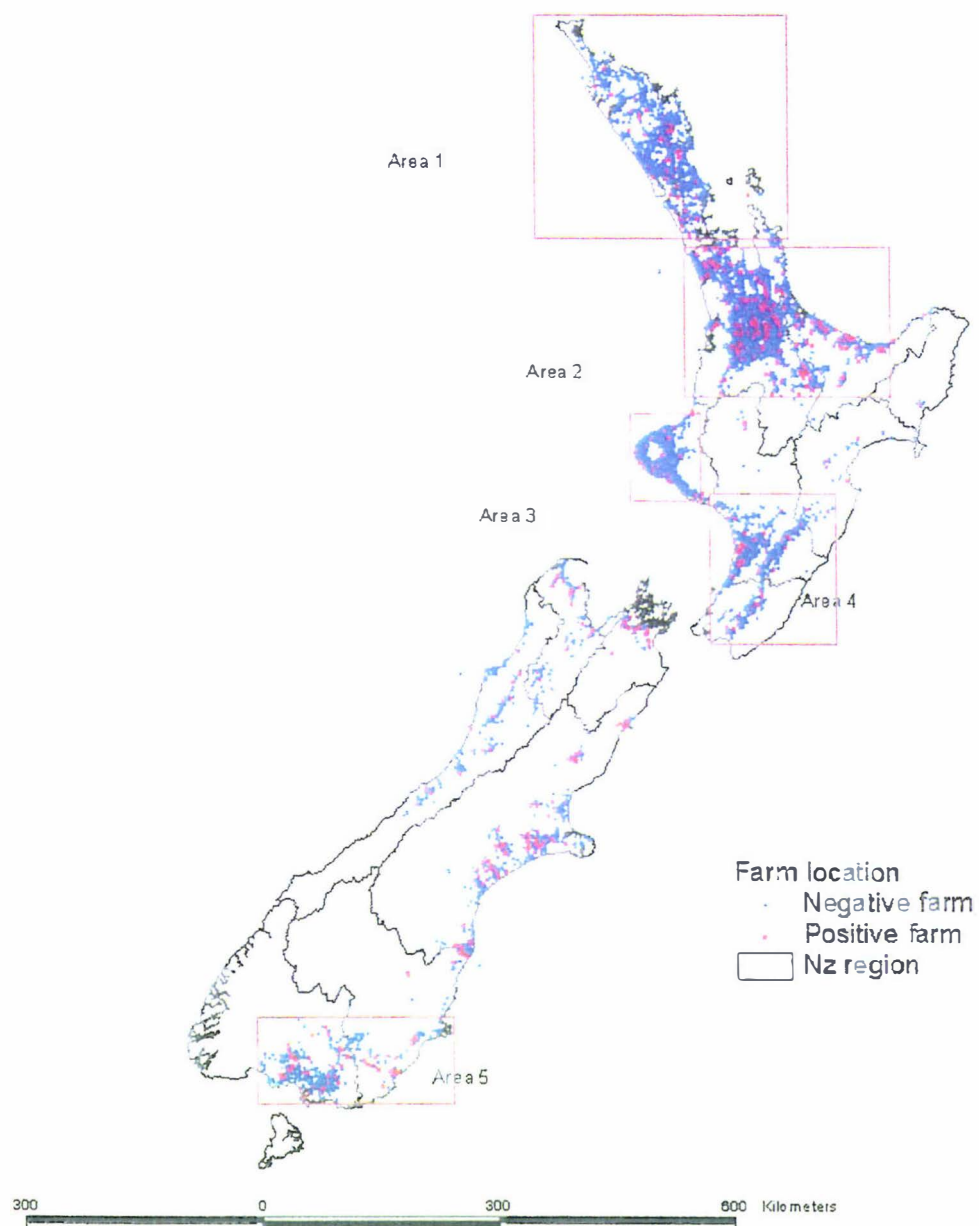 Area 1
Area 2
Area 3
Area 4
Area 5
Farm location
Negative farm
Positive farm
Nz region
300 0 300 600 Kilometers